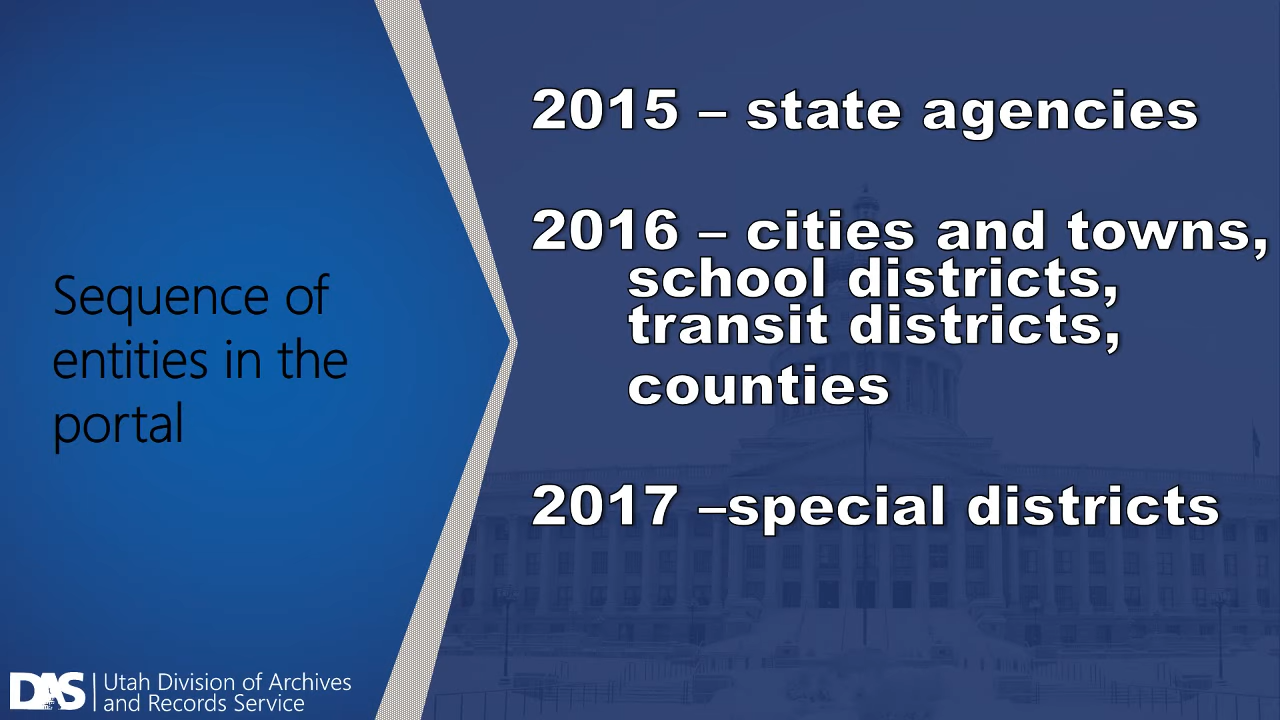 Sequence of
entities in the
portal
2015 – state agencies
2016 – cities and towns,
school districts,
transit districts,
counties
2017 –special districts
DAS
Utah Division of Archives
and Records Service